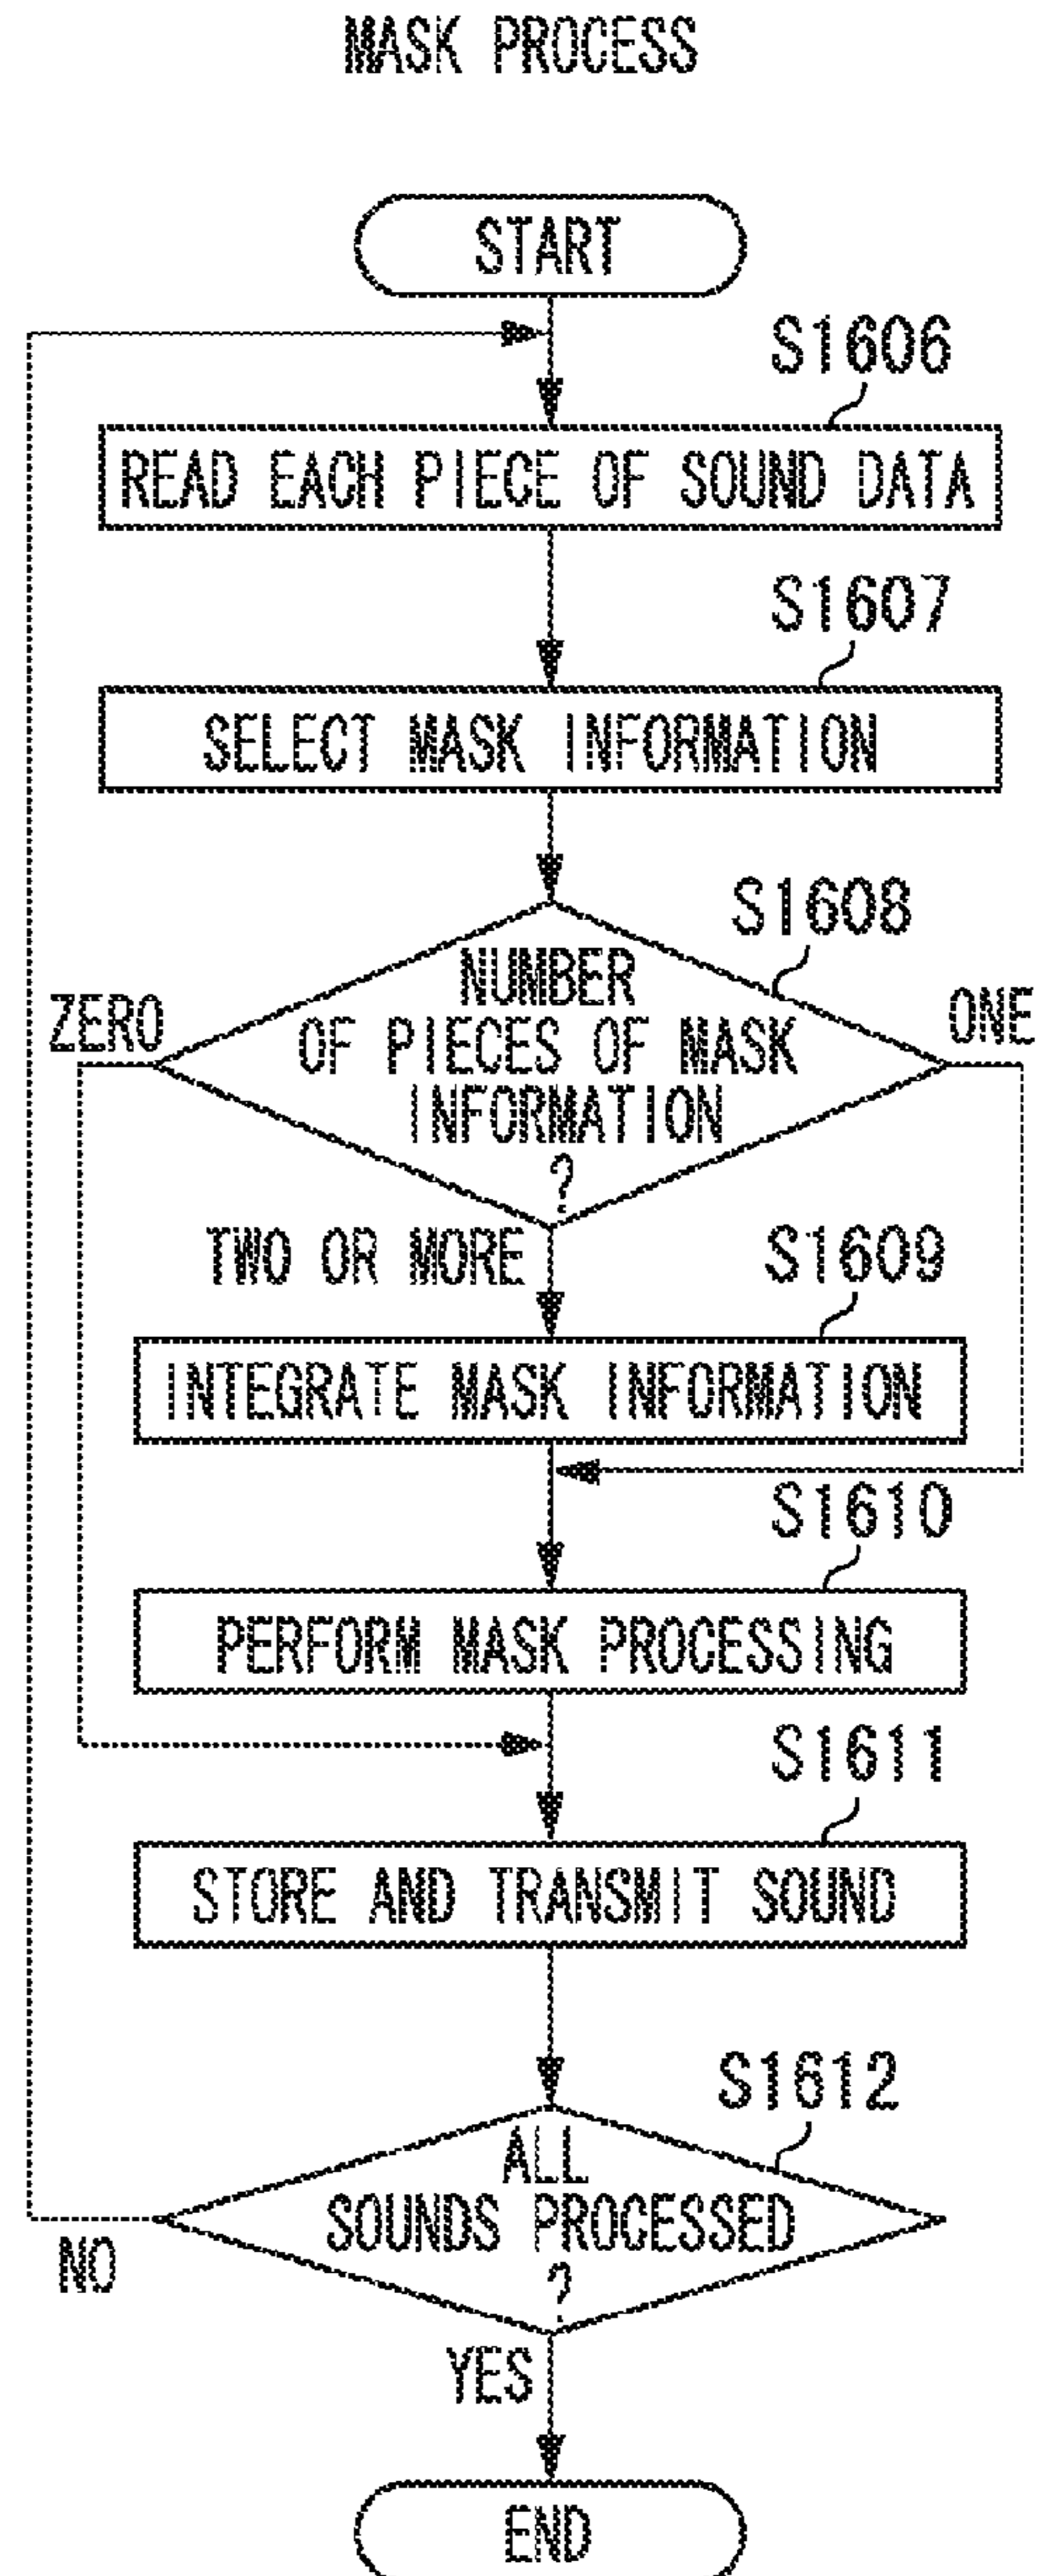 MASK PROCESS
START
S1606
READ EACH PIECE OF SOUND DATA
S1607
SELECT MASK INFORMATION
S1608
NUMBER
OF PIECES OF MASK
INFORMATION
?
ZERO
ONE
TWO OR MORE
S1609
INTEGRATE MASK INFORMATION
S1610
PERFORM MASK PROCESSING
S1611
STORE AND TRANSMIT SOUND
S1612
ALL
SOUNDS PROCESSED
?
NO
YES
END